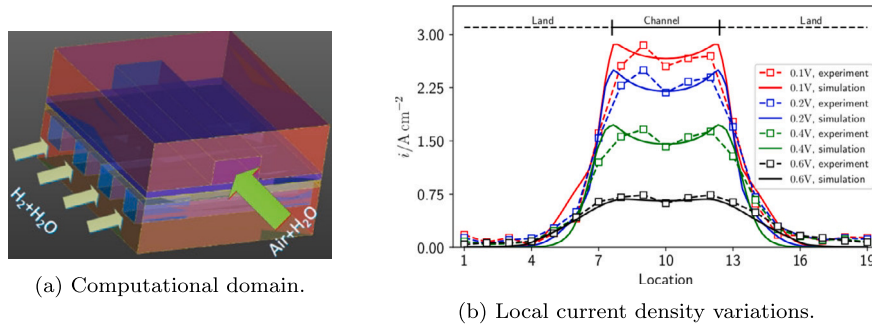 H₂+H₂O
Air+H₂O
(a) Computational domain.
Land
Channel
Land
3.00
2.25
1.50
0.75
0.00
i/A cm⁻²
0.1V, experiment
0.1V, simulation
0.2V, experiment
0.2V, simulation
0.4V, experiment
0.4V, simulation
0.6V, experiment
0.6V, simulation
1 4 7 10 13 16 19
Location
(b) Local current density variations.